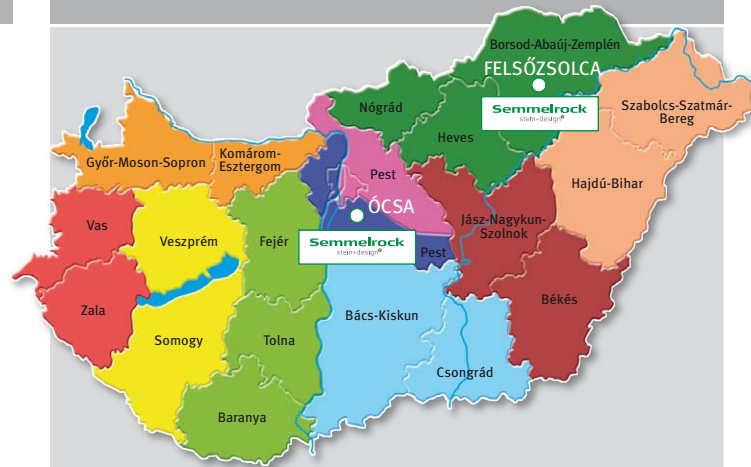 Borsod-Abaúj-Zemplén
FELSŐZSOLCA
Semmelrock
stein+design®
Nógrád
Heves
Szabolcs-Szatmár-
Bereg
Hajdú-Bihar
Győr-Moson-Sopron
Komárom-
Esztergom
Pest
ÓCSA
Semmelrock
stein+design®
Pest
Jász-Nagykun-
Szolnok
Vas
Veszprém
Fejér
Zala
Somogy
Tolna
Bács-Kiskun
Békés
Csongrád
Baranya